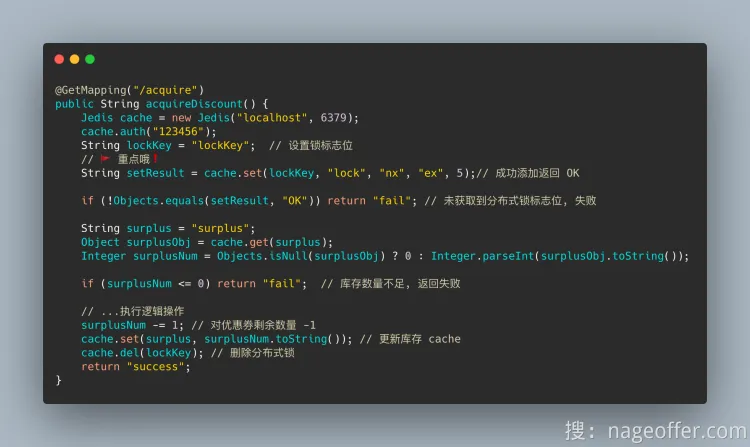 @GetMapping("/acquire")
public String acquireDiscount() {
    Jedis cache = new Jedis("localhost", 6379);
    cache.auth("123456");
    String lockKey = "lockKey";  // 设置锁标志位
    // 🚩 重点哦❗
    String setResult = cache.set(lockKey, "lock", "nx", "ex", 5);// 成功添加返回 OK

    if (!Objects.equals(setResult, "OK")) return "fail"; // 未获取到分布式锁标志位, 失败

    String surplus = "surplus";
    Object surplusObj = cache.get(surplus);
    Integer surplusNum = Objects.isNull(surplusObj) ? 0 : Integer.parseInt(surplusObj.toString());

    if (surplusNum <= 0) return "fail";  // 库存数量不足, 返回失败

    // ...执行逻辑操作
    surplusNum -= 1; // 对优惠券剩余数量 -1
    cache.set(surplus, surplusNum.toString()); // 更新库存 cache
    cache.del(lockKey); // 删除分布式锁
    return "success";
}
搜：nageoffer.com